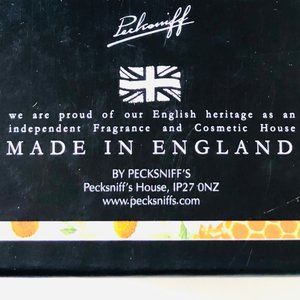 Pecksniff
we are proud of our English heritage as an
independent Fragrance and Cosmetic House
MADE IN ENGLAND
BY PECKSNIFF'S
Pecksniff's House, IP27 0NZ
www.pecksniffs.com